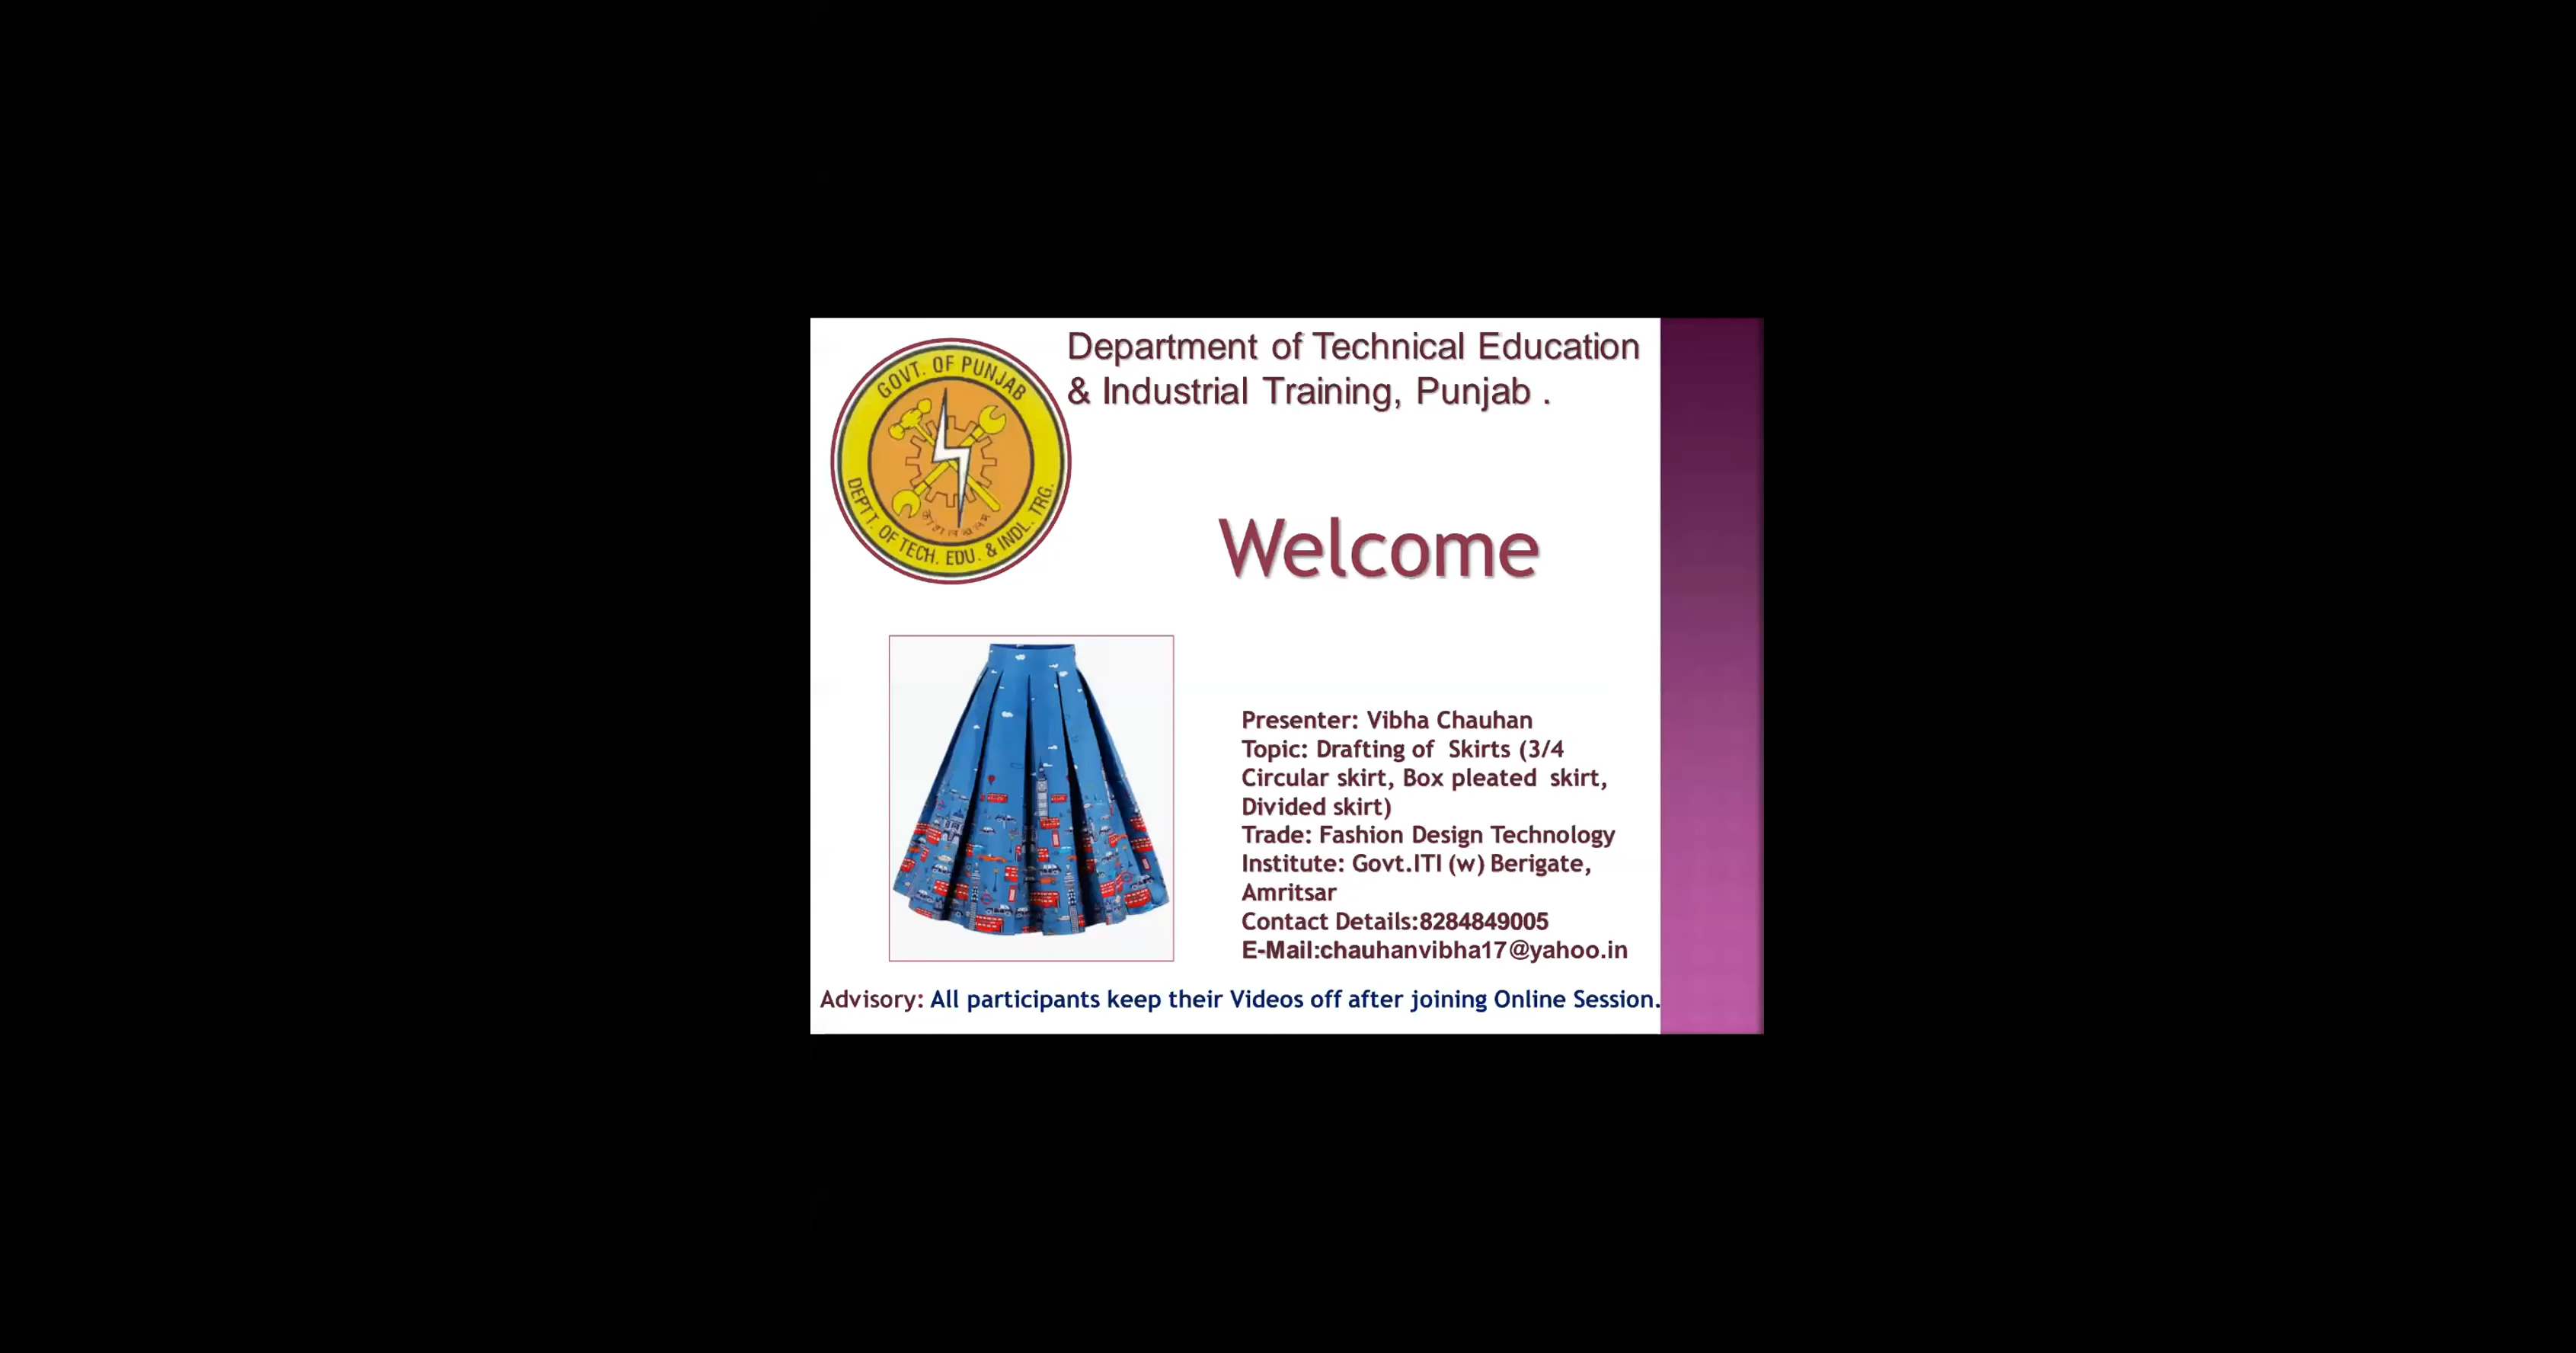 GOVT. OF PUNJAB
DEPTT. OF TECH. EDU. & INDL. TRG.
Department of Technical Education
& Industrial Training, Punjab .
Welcome
Presenter: Vibha Chauhan
Topic: Drafting of Skirts (3/4
Circular skirt, Box pleated skirt,
Divided skirt)
Trade: Fashion Design Technology
Institute: Govt.ITI (w) Berigate,
Amritsar
Contact Details:8284849005
E-Mail:chauhanvibha17@yahoo.in
Advisory: All participants keep their Videos off after joining Online Session.